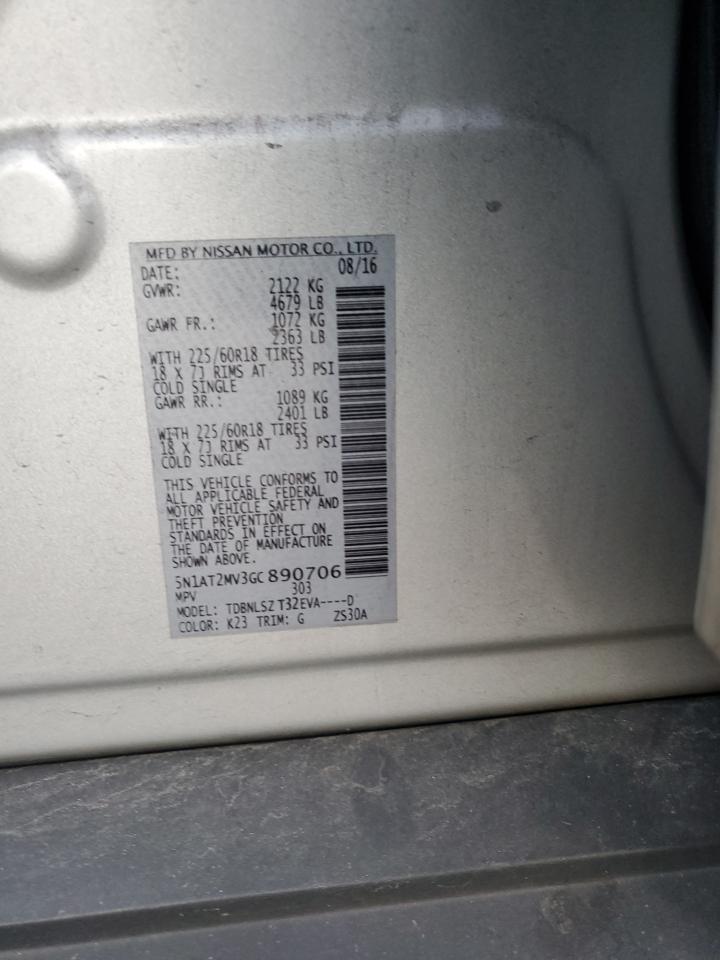 MFD BY NISSAN MOTOR CO., LTD.
DATE: 08/16
GVWR: 2122 KG
4679 LB
GAWR FR.: 1072 KG
2363 LB
WITH 225/60R18 TIRES
18 X 7J RIMS AT 33 PSI
COLD SINGLE
GAWR RR.: 1089 KG
2401 LB
WITH 225/60R18 TIRES
18 X 7J RIMS AT 33 PSI
COLD SINGLE
THIS VEHICLE CONFORMS TO
ALL APPLICABLE FEDERAL
MOTOR VEHICLE SAFETY AND
THEFT PREVENTION
STANDARDS IN EFFECT ON
THE DATE OF MANUFACTURE
SHOWN ABOVE.
5N1AT2MV3GC890706
MPV 303
MODEL: TDBNLSZ T32EVA----D
COLOR: K23 TRIM: G ZS30A